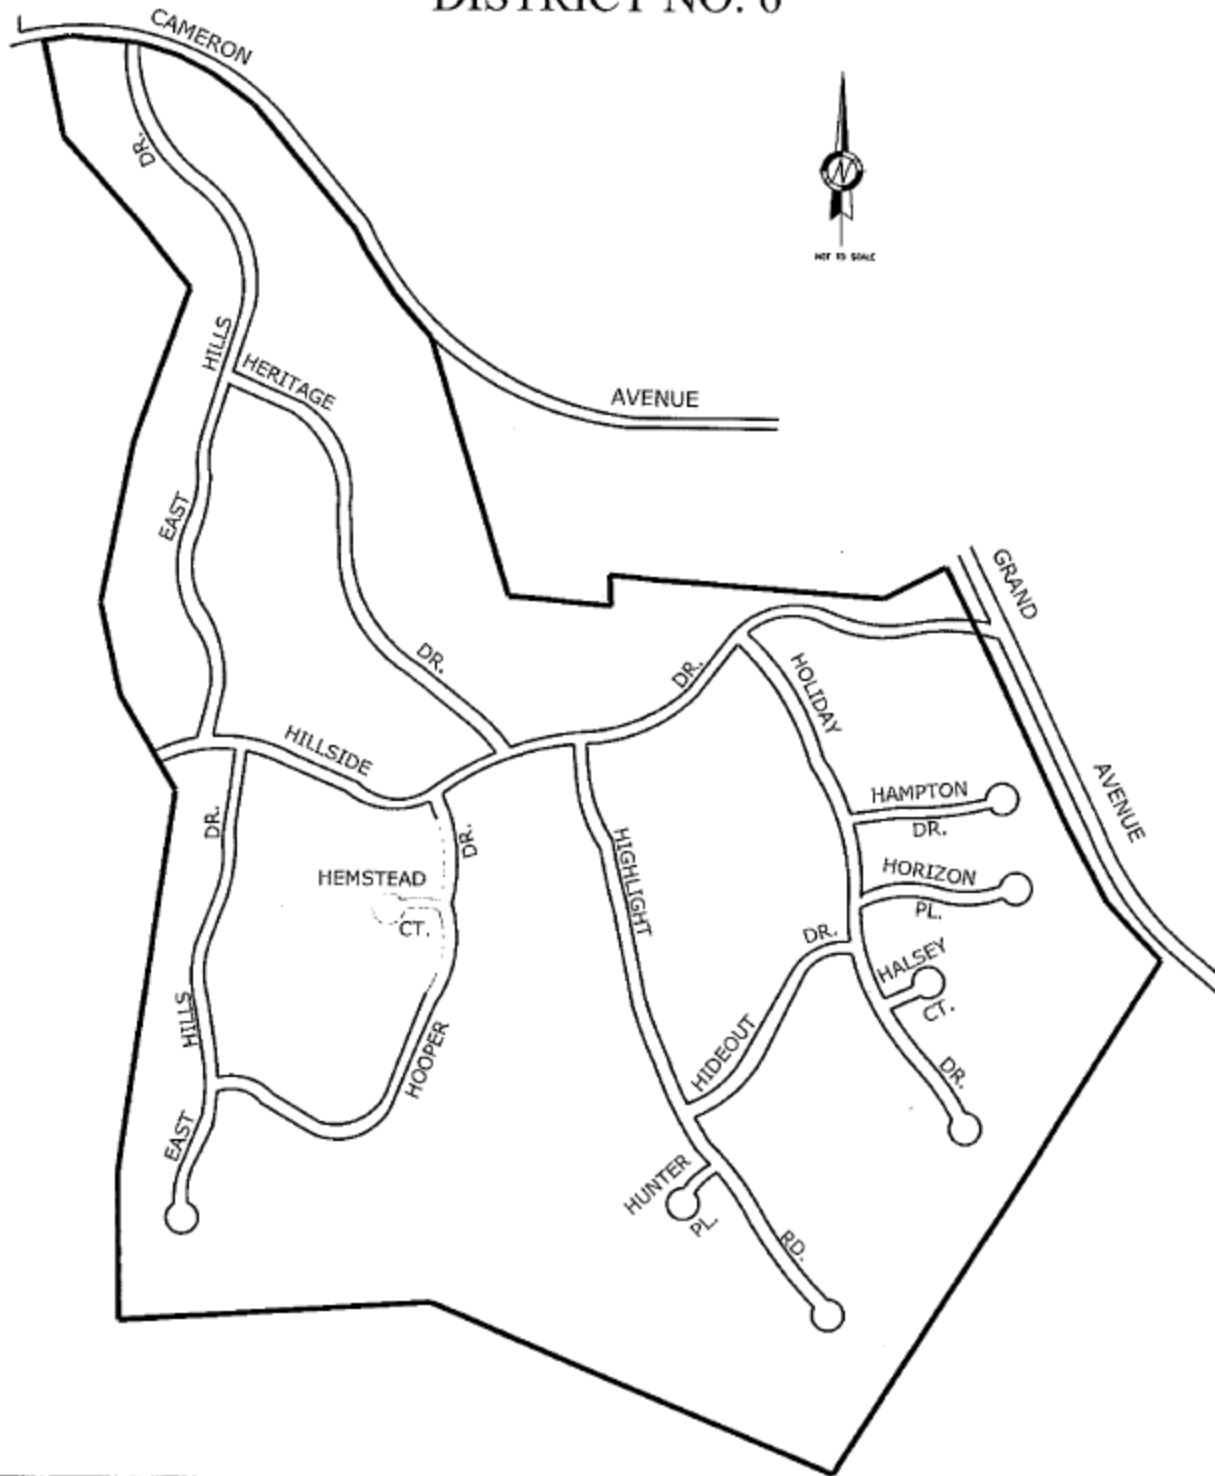 DISTRICT NO. 6
CAMERON
DR.
N
NOT TO SCALE
HILLS
HERITAGE
AVENUE
EAST
GRAND
DR.
DR.
HOLIDAY
HILLSIDE
AVENUE
HAMPTON
DR.
DR.
DR.
HIGHLIGHT
HEMSTEAD
CT.
HORIZON
PL.
DR.
HALSEY
CT.
HILLS
HOOPER
HIDEOUT
DR.
EAST
HUNTER
PL.
RD.